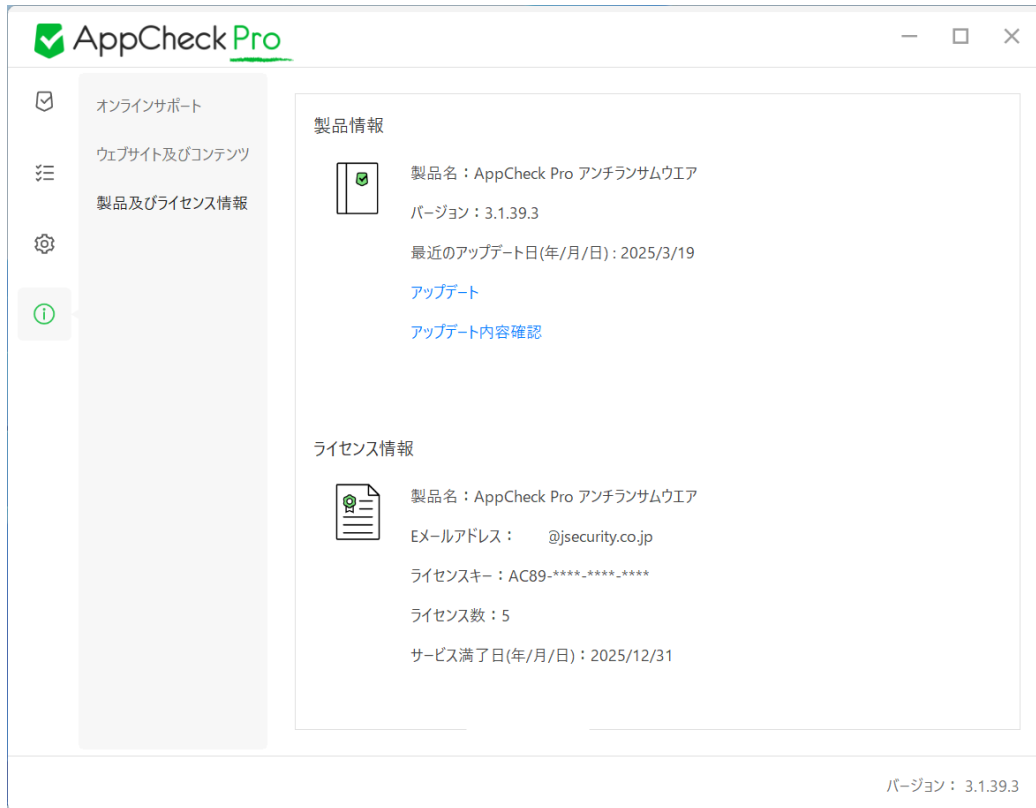 AppCheck Pro
オンラインサポート
ウェブサイト及びコンテンツ
製品及びライセンス情報
製品情報
製品名：AppCheck Pro アンチランサムウエア
バージョン：3.1.39.3
最近のアップデート日(年/月/日) : 2025/3/19
アップデート
アップデート内容確認
ライセンス情報
製品名：AppCheck Pro アンチランサムウエア
Eメールアドレス： @jsecurity.co.jp
ライセンスキー：AC89-****-****-****
ライセンス数：5
サービス満了日(年/月/日)：2025/12/31
バージョン： 3.1.39.3